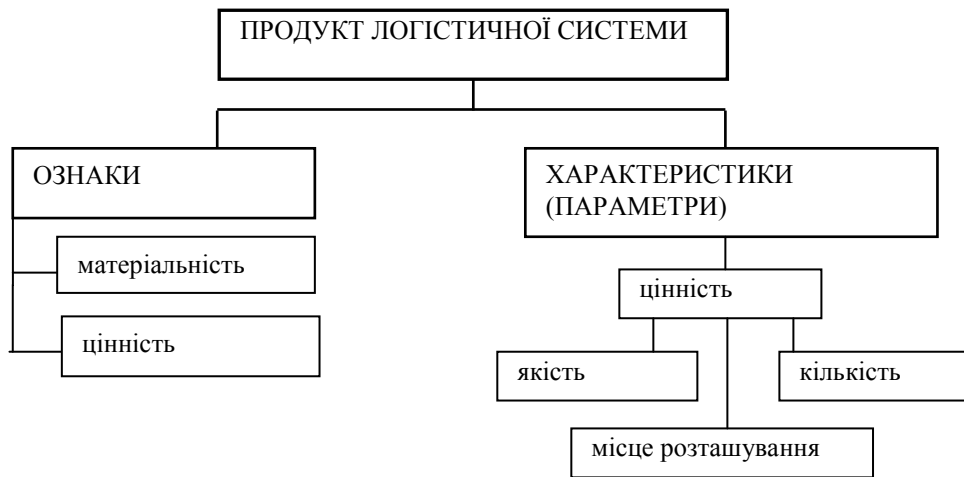 ПРОДУКТ ЛОГІСТИЧНОЇ СИСТЕМИ
ОЗНАКИ
матеріальність
цінність
ХАРАКТЕРИСТИКИ
(ПАРАМЕТРИ)
цінність
якість
кількість
місце розташування